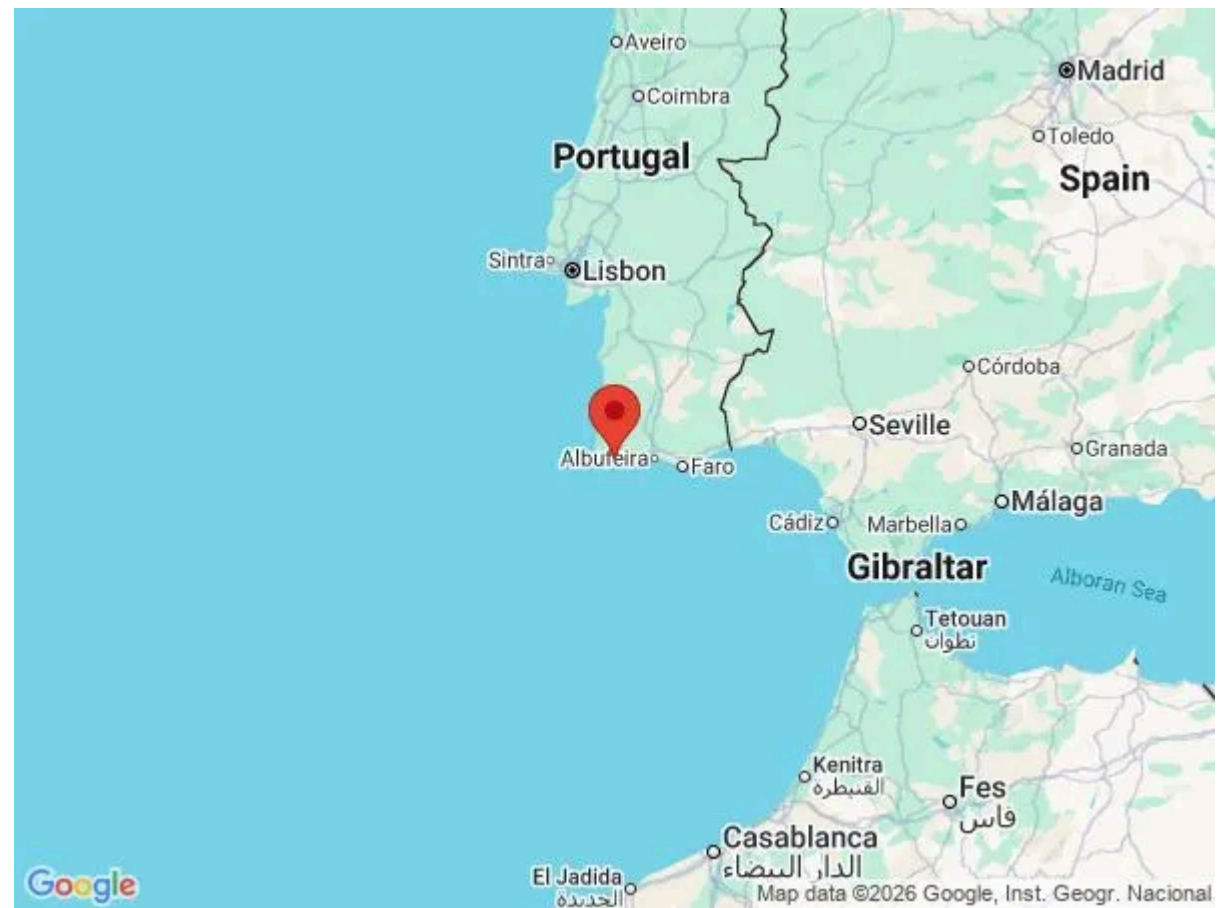 Aveiro
Madrid
Coimbra
Toledo
Portugal
Spain
Sintra
Lisbon
Córdoba
Seville
Granada
Albufeira
Faro
Málaga
Cádiz
Marbella
Gibraltar
Alboran Sea
Tetouan
تطوان
Kenitra
القنيطرة
Fes
فاس
Casablanca
الدار البيضاء
El Jadida
الجديدة
Google
Map data ©2026 Google, Inst. Geogr. Nacional